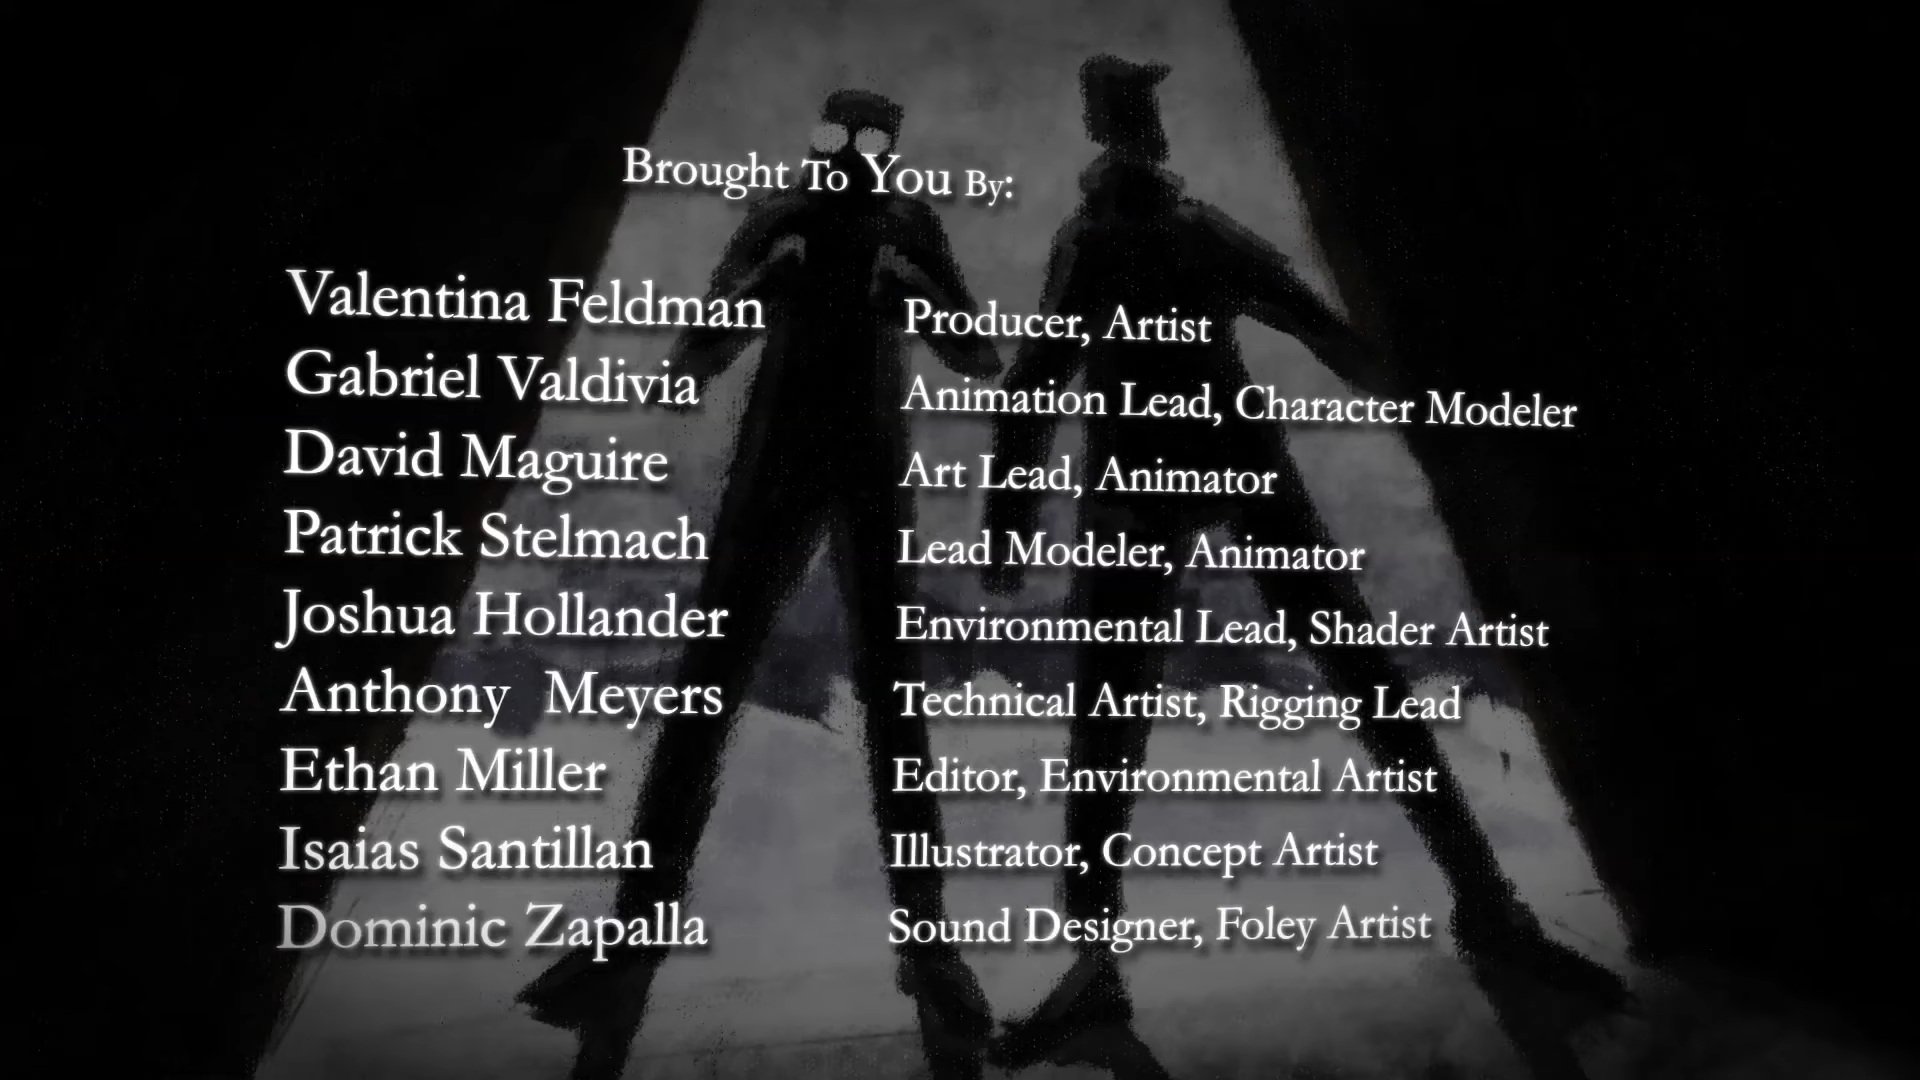 Brought To You By:
Valentina Feldman Producer, Artist
Gabriel Valdivia Animation Lead, Character Modeler
David Maguire Art Lead, Animator
Patrick Stelmach Lead Modeler, Animator
Joshua Hollander Environmental Lead, Shader Artist
Anthony Meyers Technical Artist, Rigging Lead
Ethan Miller Editor, Environmental Artist
Isaias Santillan Illustrator, Concept Artist
Dominic Zapalla Sound Designer, Foley Artist